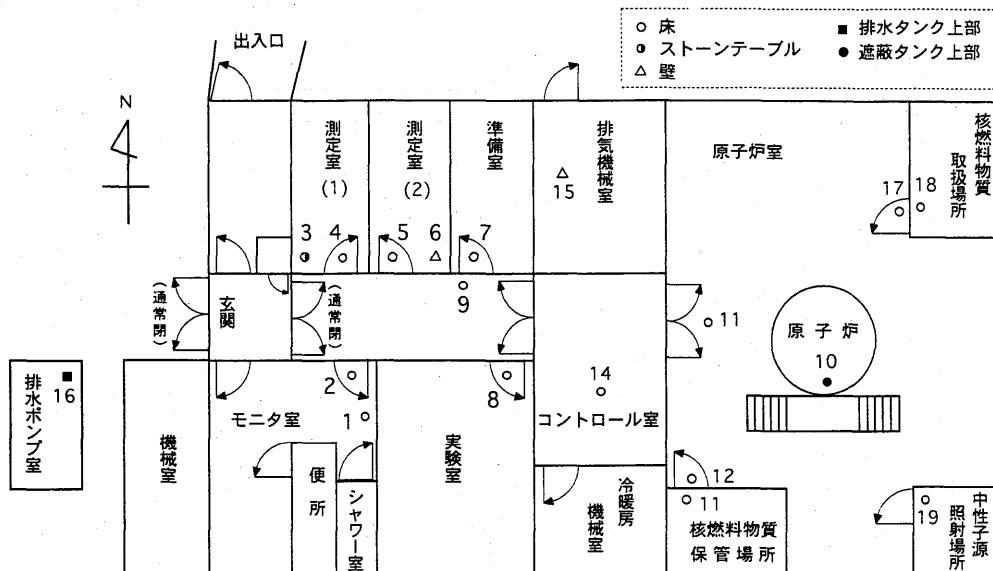 出入口
○ 床
◑ ストーンテーブル
△ 壁
■ 排水タンク上部
● 遮蔽タンク上部
N
測定室
(1)
測定室
(2)
準備室
排気機械室
15
原子炉室
核燃料物質
取扱場所
17
18
3
4
5
6
7
(通常閉)
玄関
(通常閉)
9
11
原子炉
10
排水ポンプ室
16
機械室
モニタ室
2
1
便所
シャワー室
8
実験室
14
コントロール室
冷暖房
機械室
12
11
核燃料物質
保管場所
19
中性子源
照射場所